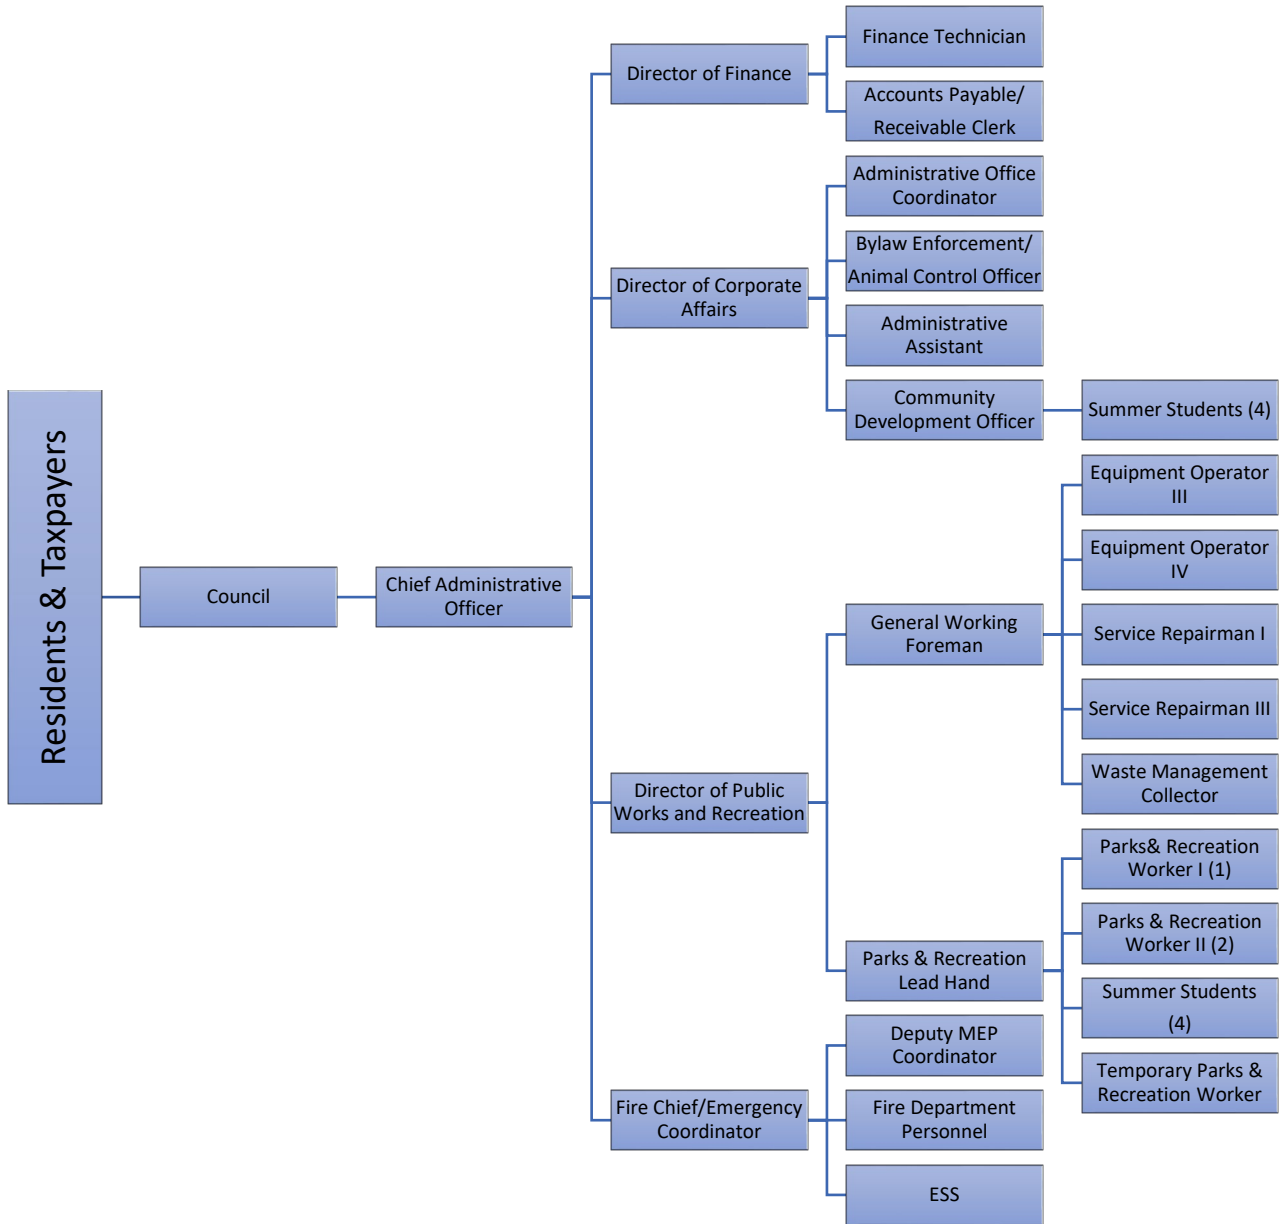 Residents & Taxpayers
Council
Chief Administrative
Officer
Director of Finance
Finance Technician
Accounts Payable/
Receivable Clerk
Director of Corporate
Affairs
Administrative Office
Coordinator
Bylaw Enforcement/
Animal Control Officer
Administrative
Assistant
Community
Development Officer
Summer Students (4)
Director of Public
Works and Recreation
General Working
Foreman
Equipment Operator
III
Equipment Operator
IV
Service Repairman I
Service Repairman III
Waste Management
Collector
Parks & Recreation
Lead Hand
Parks& Recreation
Worker I (1)
Parks & Recreation
Worker II (2)
Summer Students
(4)
Temporary Parks &
Recreation Worker
Fire Chief/Emergency
Coordinator
Deputy MEP
Coordinator
Fire Department
Personnel
ESS